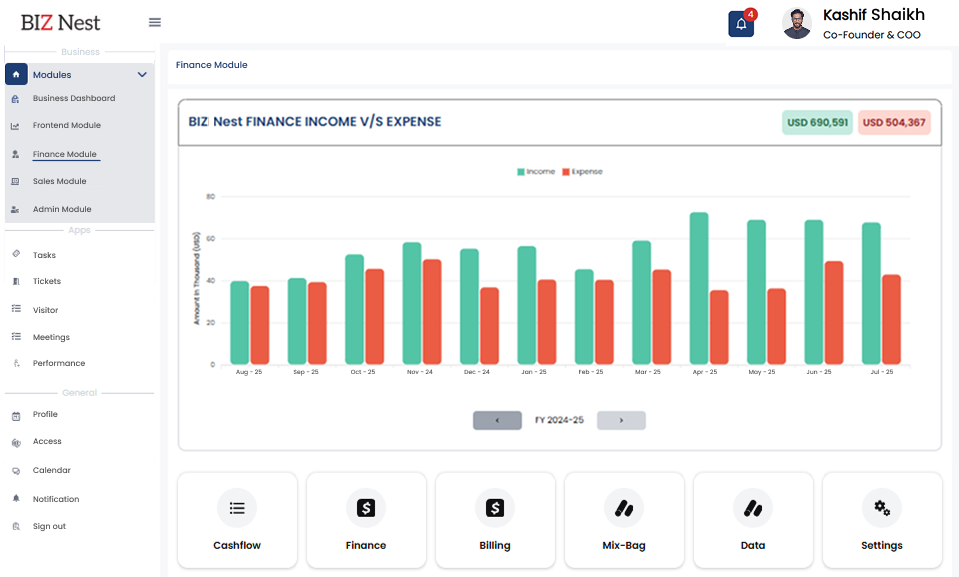 BIZ Nest
4
Kashif Shaikh
Co-Founder & COO
Business
Modules
Business Dashboard
Frontend Module
Finance Module
Sales Module
Admin Module
Apps
Tasks
Tickets
Visitor
Meetings
Performance
General
Profile
Access
Calendar
Notification
Sign out
Finance Module
BIZ Nest FINANCE INCOME V/S EXPENSE
USD 690,591
USD 504,367
Income Expense
Amount In Thousand (USD)
80
60
40
20
0
Aug - 25 Sep - 25 Oct - 25 Nov - 24 Dec - 24 Jan - 25 Feb - 25 Mar - 25 Apr - 25 May - 25 Jun - 25 Jul - 25
‹ FY 2024-25 ›
Cashflow
Finance
Billing
Mix-Bag
Data
Settings